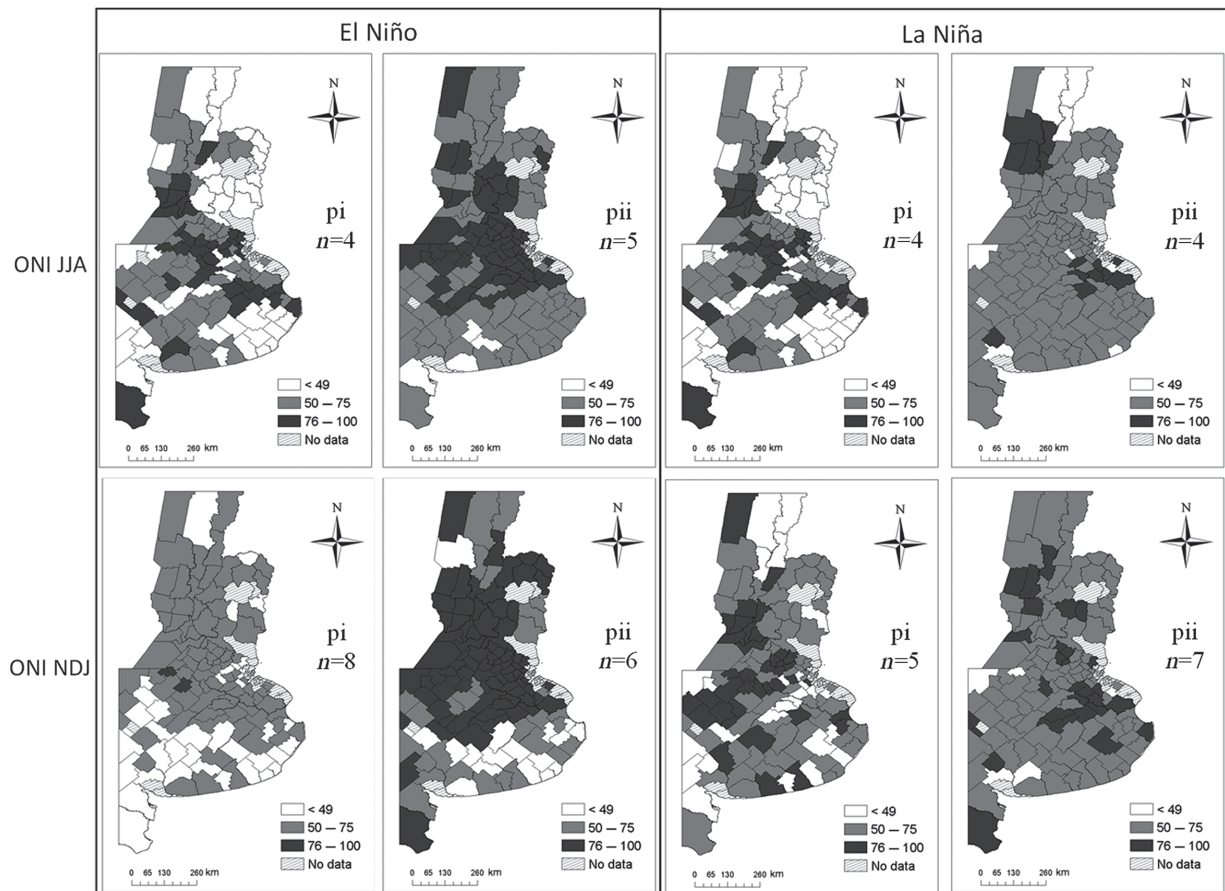 El Niño
La Niña
ONI JJA
N
pi
n=4
< 49
50 — 75
76 — 100
No data
0 65 130 260 km
N
pii
n=5
< 49
50 — 75
76 — 100
No data
0 65 130 260 km
N
pi
n=4
< 49
50 — 75
76 — 100
No data
0 65 130 260 km
N
pii
n=4
< 49
50 — 75
76 — 100
No data
0 65 130 260 km
ONI NDJ
N
pi
n=8
< 49
50 — 75
76 — 100
No data
0 65 130 260 km
N
pii
n=6
< 49
50 — 75
76 — 100
No data
0 65 130 260 km
N
pi
n=5
< 49
50 — 75
76 — 100
No data
0 65 130 260 km
N
pii
n=7
< 49
50 — 75
76 — 100
No data
0 65 130 260 km